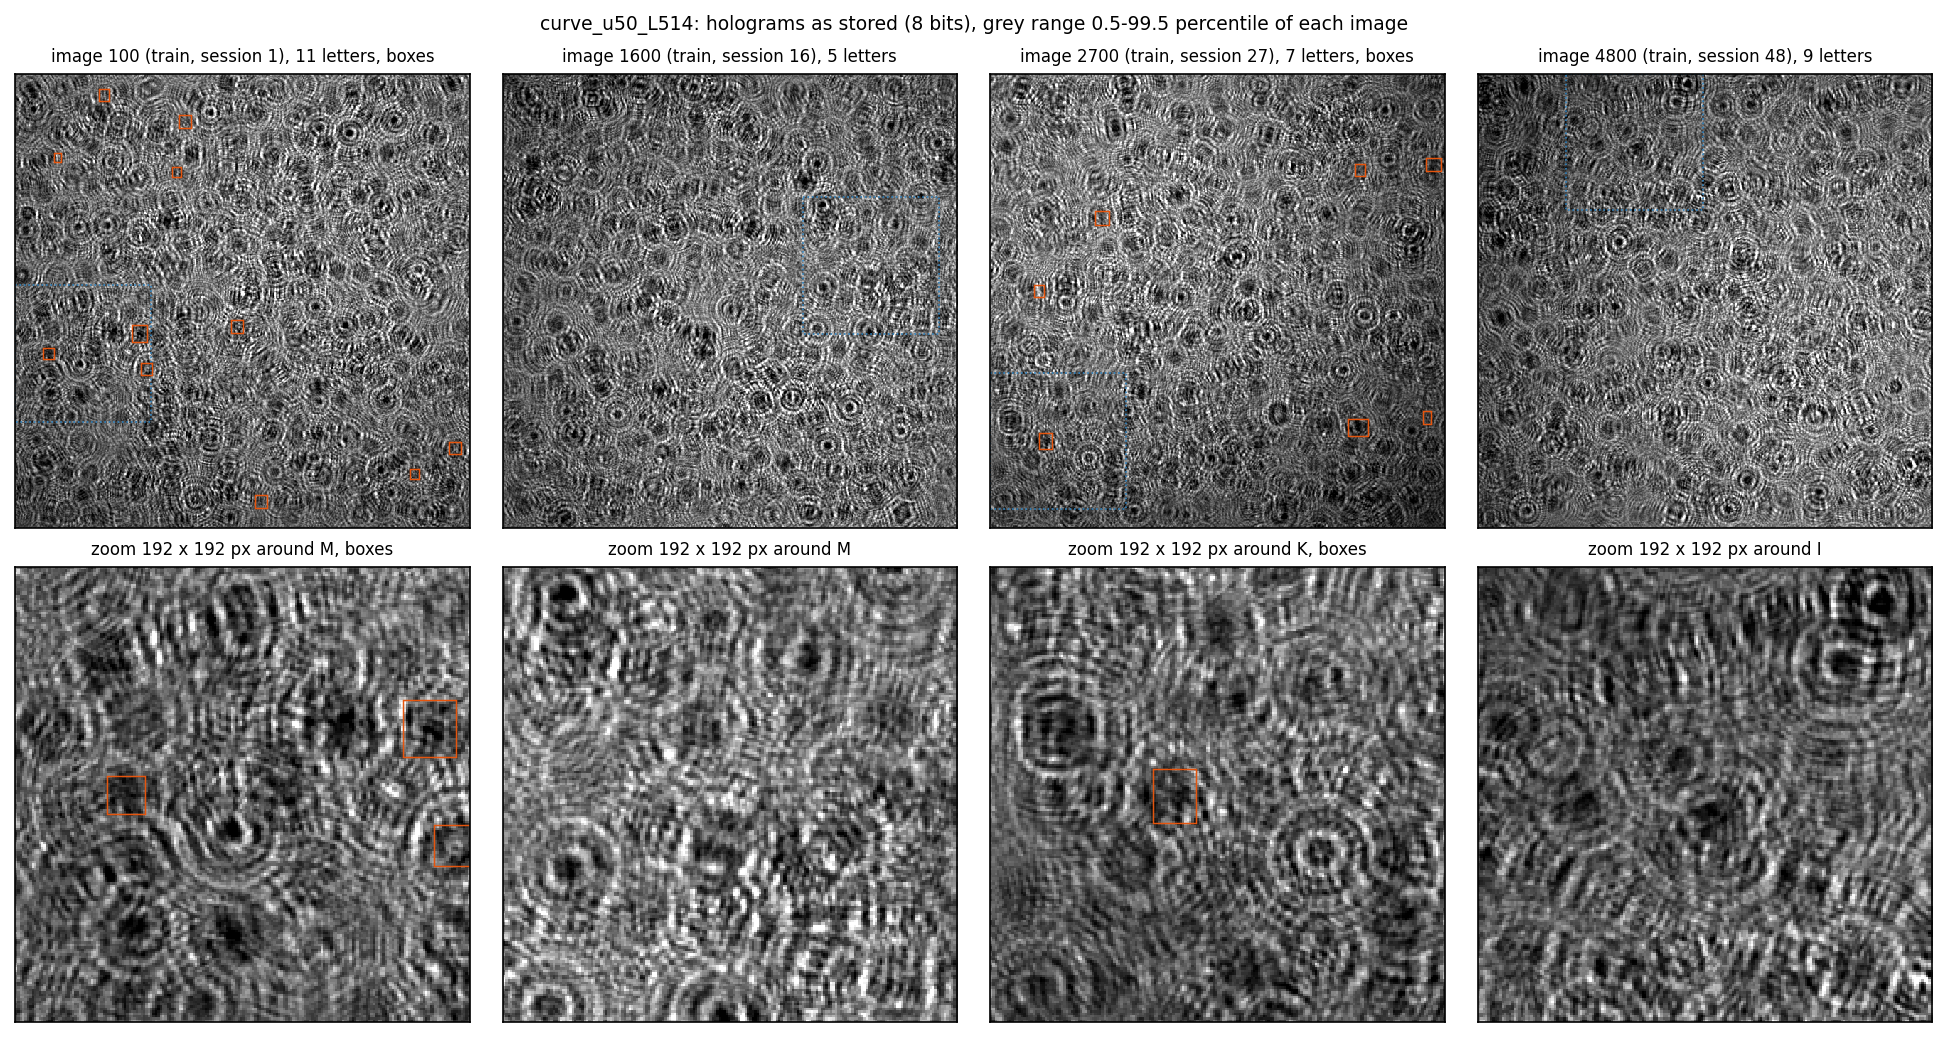 curve_u50_L514: holograms as stored (8 bits), grey range 0.5-99.5 percentile of each image
image 100 (train, session 1), 11 letters, boxes
image 1600 (train, session 16), 5 letters
image 2700 (train, session 27), 7 letters, boxes
image 4800 (train, session 48), 9 letters
zoom 192 x 192 px around M, boxes
zoom 192 x 192 px around M
zoom 192 x 192 px around K, boxes
zoom 192 x 192 px around I